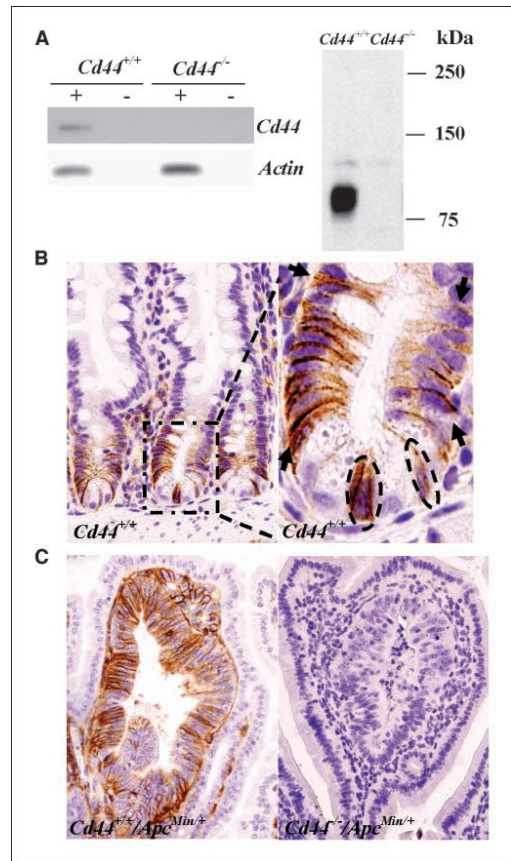 A
Cd44+/+ Cd44-/-
+ - + -
Cd44
Actin
Cd44+/+ Cd44-/- kDa
250
150
75
B
Cd44+/+
Cd44+/+
C
Cd44+/+/ApcMin/+
Cd44-/-/ApcMin/+